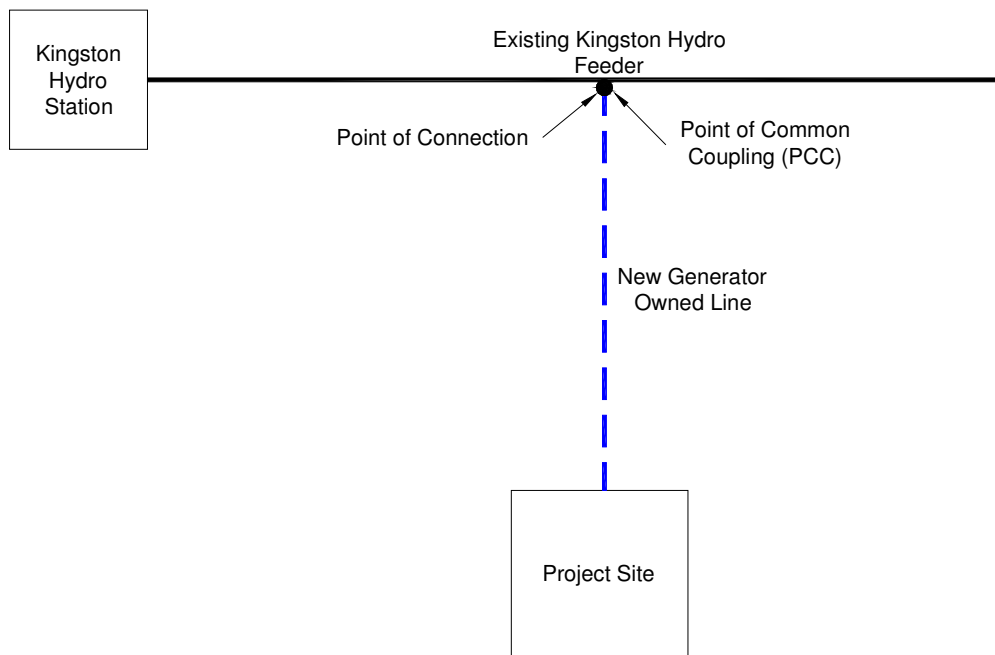 Kingston
Hydro
Station
Existing Kingston Hydro
Feeder
Point of Connection
Point of Common
Coupling (PCC)
New Generator
Owned Line
Project Site